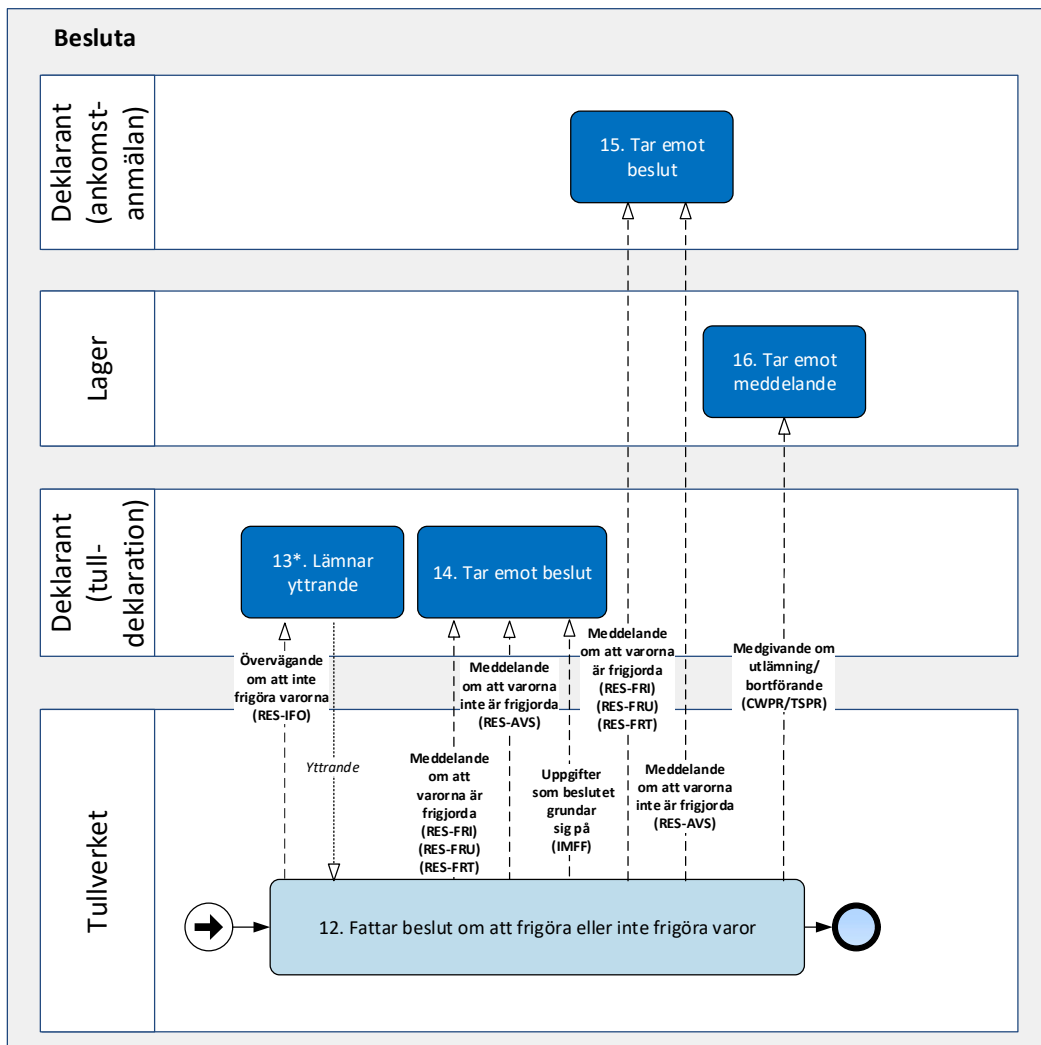 Besluta
Deklarant
(ankomst-
anmälan)
15. Tar emot
beslut
Lager
16. Tar emot
meddelande
Deklarant
(tull-
deklaration)
13*. Lämnar
yttrande
14. Tar emot beslut
Övervägande
om att inte
frigöra varorna
(RES-IFO)
Meddelande
om att varorna
inte är frigjorda
(RES-AVS)
Meddelande
om att varorna
är frigjorda
(RES-FRI)
(RES-FRU)
(RES-FRT)
Medgivande om
utlämning/
bortförande
(CWPR/TSPR)
Tullverket
Yttrande
Meddelande
om att
varorna är
frigjorda
(RES-FRI)
(RES-FRU)
(RES-FRT)
Uppgifter
som beslutet
grundar
sig på
(IMFF)
Meddelande
om att varorna
inte är frigjorda
(RES-AVS)
12. Fattar beslut om att frigöra eller inte frigöra varor